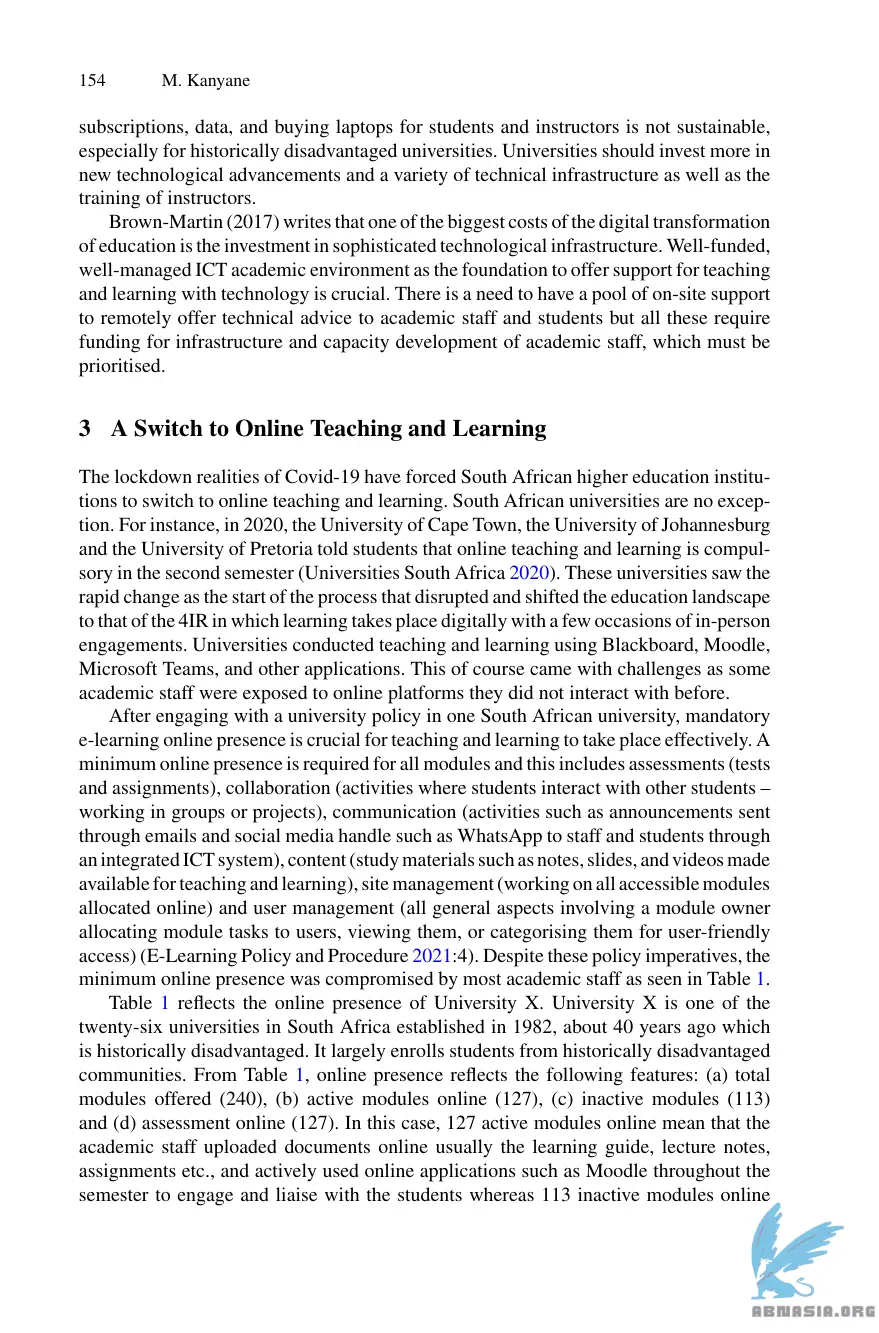 154 M. Kanyane
subscriptions, data, and buying laptops for students and instructors is not sustainable,
especially for historically disadvantaged universities. Universities should invest more in
new technological advancements and a variety of technical infrastructure as well as the
training of instructors.
Brown-Martin (2017) writes that one of the biggest costs of the digital transformation
of education is the investment in sophisticated technological infrastructure. Well-funded,
well-managed ICT academic environment as the foundation to offer support for teaching
and learning with technology is crucial. There is a need to have a pool of on-site support
to remotely offer technical advice to academic staff and students but all these require
funding for infrastructure and capacity development of academic staff, which must be
prioritised.
3 A Switch to Online Teaching and Learning
The lockdown realities of Covid-19 have forced South African higher education institu-
tions to switch to online teaching and learning. South African universities are no excep-
tion. For instance, in 2020, the University of Cape Town, the University of Johannesburg
and the University of Pretoria told students that online teaching and learning is compul-
sory in the second semester (Universities South Africa 2020). These universities saw the
rapid change as the start of the process that disrupted and shifted the education landscape
to that of the 4IR in which learning takes place digitally with a few occasions of in-person
engagements. Universities conducted teaching and learning using Blackboard, Moodle,
Microsoft Teams, and other applications. This of course came with challenges as some
academic staff were exposed to online platforms they did not interact with before.
After engaging with a university policy in one South African university, mandatory
e-learning online presence is crucial for teaching and learning to take place effectively. A
minimum online presence is required for all modules and this includes assessments (tests
and assignments), collaboration (activities where students interact with other students –
working in groups or projects), communication (activities such as announcements sent
through emails and social media handle such as WhatsApp to staff and students through
an integrated ICT system), content (study materials such as notes, slides, and videos made
available for teaching and learning), site management (working on all accessible modules
allocated online) and user management (all general aspects involving a module owner
allocating module tasks to users, viewing them, or categorising them for user-friendly
access) (E-Learning Policy and Procedure 2021:4). Despite these policy imperatives, the
minimum online presence was compromised by most academic staff as seen in Table 1.
Table 1 reflects the online presence of University X. University X is one of the
twenty-six universities in South Africa established in 1982, about 40 years ago which
is historically disadvantaged. It largely enrolls students from historically disadvantaged
communities. From Table 1, online presence reflects the following features: (a) total
modules offered (240), (b) active modules online (127), (c) inactive modules (113)
and (d) assessment online (127). In this case, 127 active modules online mean that the
academic staff uploaded documents online usually the learning guide, lecture notes,
assignments etc., and actively used online applications such as Moodle throughout the
semester to engage and liaise with the students whereas 113 inactive modules online
ABNASIA.ORG